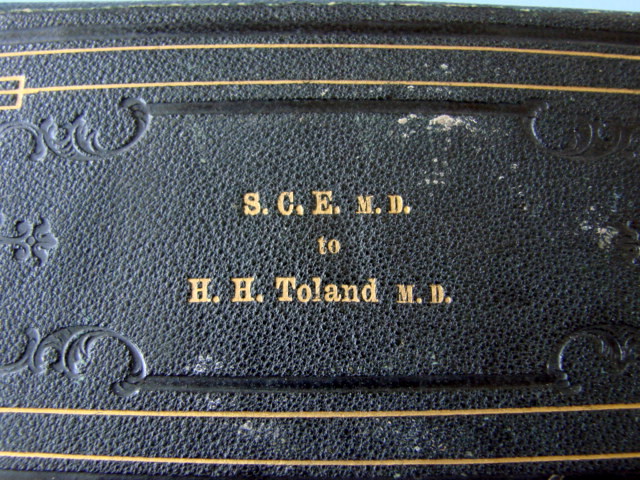 S. C. E. M. D.
to
H. H. Toland M. D.